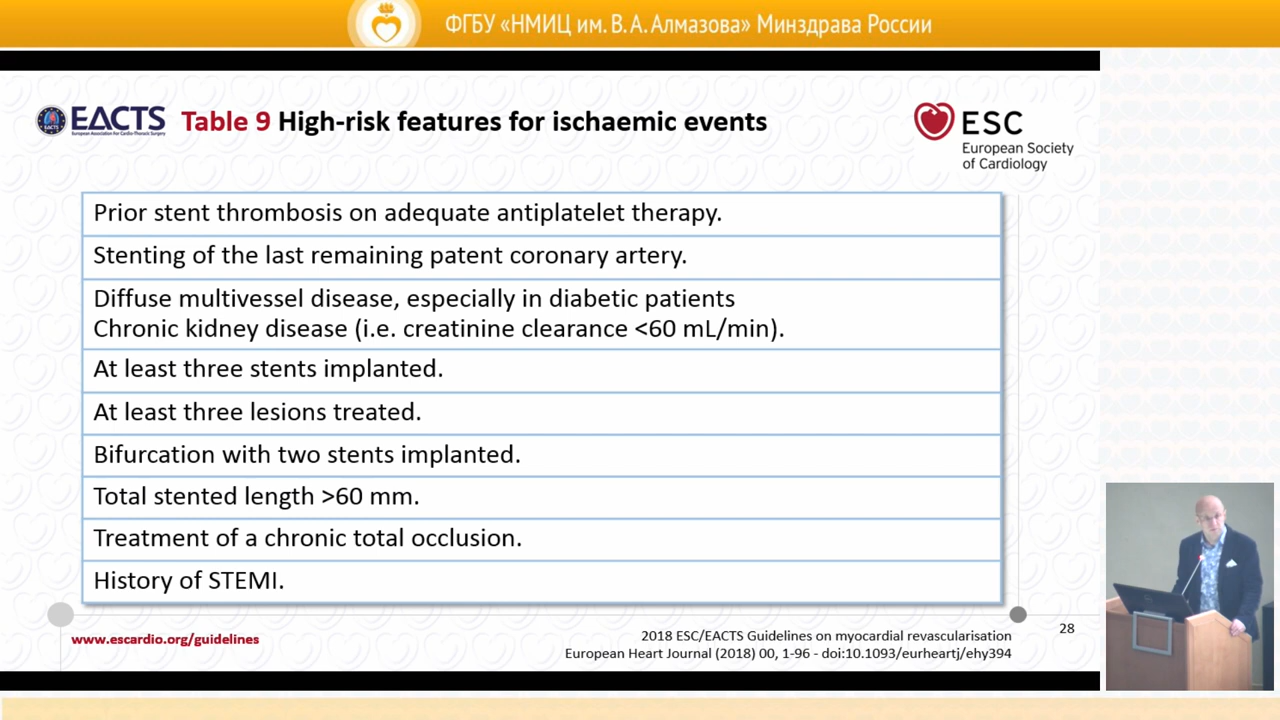 ФГБУ «НМИЦ им. В. А. Алмазова» Минздрава России
EACTS
European Association For Cardio-Thoracic Surgery
Table 9 High-risk features for ischaemic events
ESC
European Society
of Cardiology
Prior stent thrombosis on adequate antiplatelet therapy.
Stenting of the last remaining patent coronary artery.
Diffuse multivessel disease, especially in diabetic patients
Chronic kidney disease (i.e. creatinine clearance <60 mL/min).
At least three stents implanted.
At least three lesions treated.
Bifurcation with two stents implanted.
Total stented length >60 mm.
Treatment of a chronic total occlusion.
History of STEMI.
www.escardio.org/guidelines
2018 ESC/EACTS Guidelines on myocardial revascularisation
European Heart Journal (2018) 00, 1-96 - doi:10.1093/eurheartj/ehy394
28